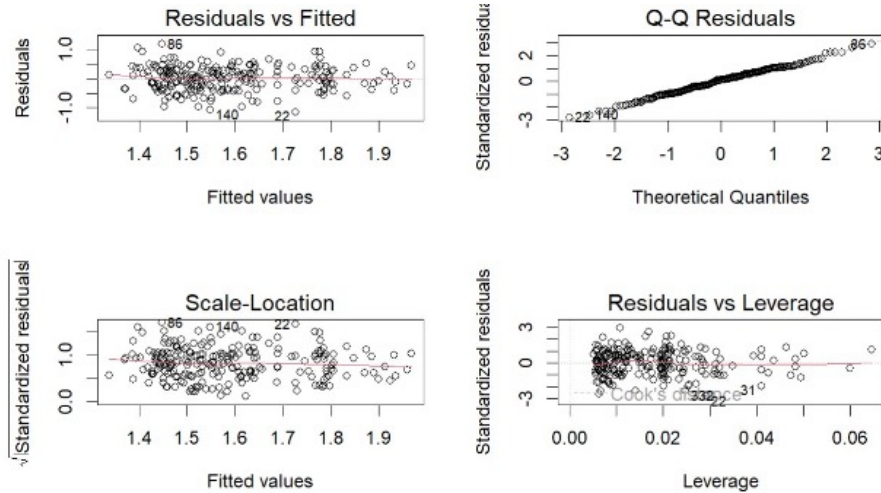 Residuals vs Fitted
Residuals
1.0
-1.0
86
140
22
1.4 1.5 1.6 1.7 1.8 1.9
Fitted values
Q-Q Residuals
Standardized residuals
2
0
-3
86
22
140
-3 -2 -1 0 1 2 3
Theoretical Quantiles
Scale-Location
√|Standardized residuals|
1.0
0.0
86
140
22
1.4 1.5 1.6 1.7 1.8 1.9
Fitted values
Residuals vs Leverage
Standardized residuals
3
0
-3
Cook's distance
31
22
0.00 0.02 0.04 0.06
Leverage